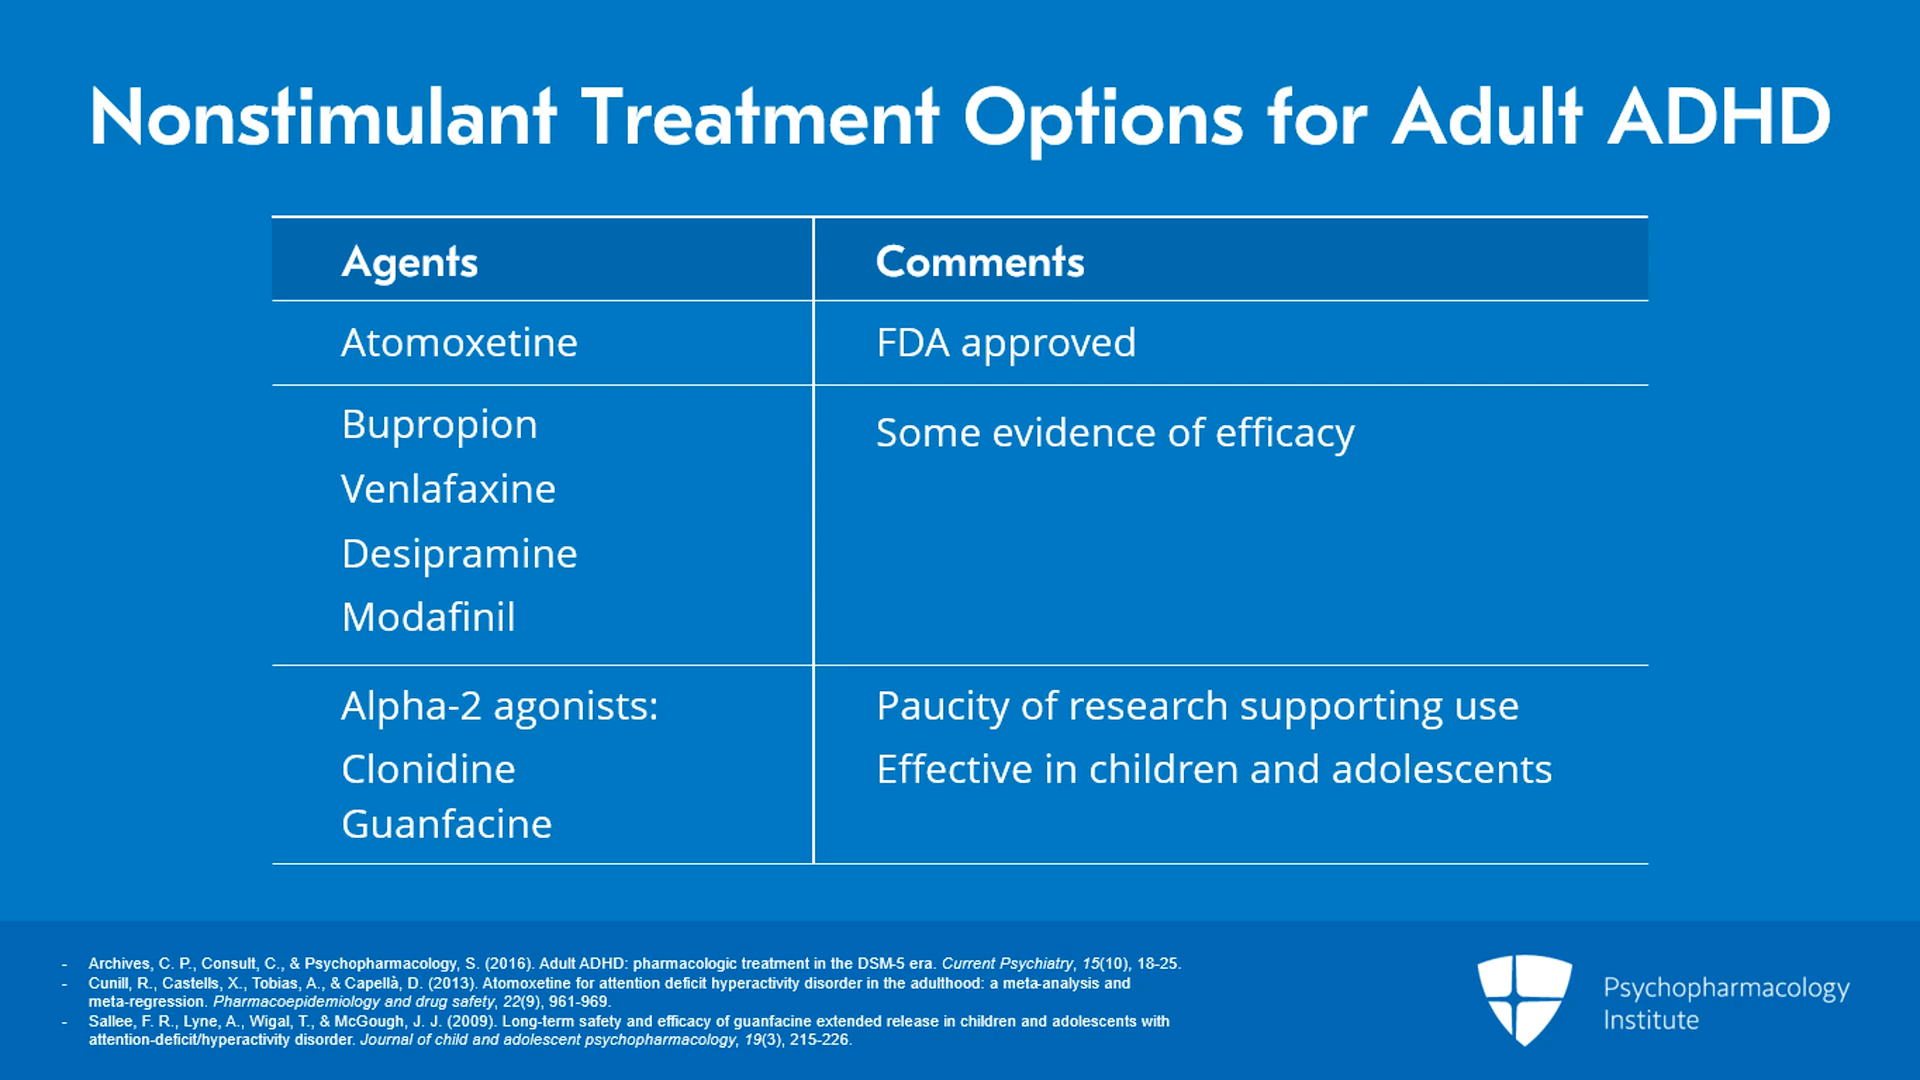 Nonstimulant Treatment Options for Adult ADHD
Agents
Comments
Atomoxetine
FDA approved
Bupropion
Venlafaxine
Desipramine
Modafinil
Some evidence of efficacy
Alpha-2 agonists:
Clonidine
Guanfacine
Paucity of research supporting use
Effective in children and adolescents
- Archives, C. P., Consult, C., & Psychopharmacology, S. (2016). Adult ADHD: pharmacologic treatment in the DSM-5 era. Current Psychiatry, 15(10), 18-25.
- Cunill, R., Castells, X., Tobias, A., & Capellà, D. (2013). Atomoxetine for attention deficit hyperactivity disorder in the adulthood: a meta-analysis and
meta-regression. Pharmacoepidemiology and drug safety, 22(9), 961-969.
- Sallee, F. R., Lyne, A., Wigal, T., & McGough, J. J. (2009). Long-term safety and efficacy of guanfacine extended release in children and adolescents with
attention-deficit/hyperactivity disorder. Journal of child and adolescent psychopharmacology, 19(3), 215-226.
Psychopharmacology
Institute